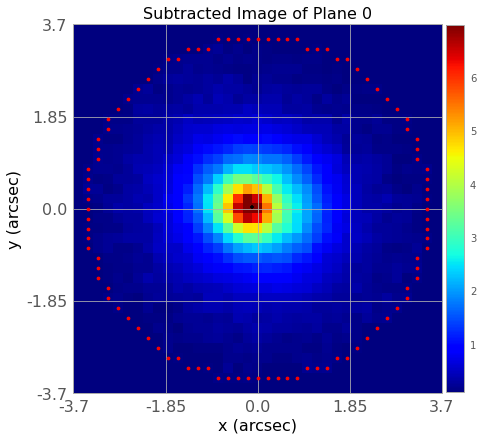 Subtracted Image of Plane 0
3.7
1.85
0.0
-1.85
-3.7
y (arcsec)
-3.7 -1.85 0.0 1.85 3.7
x (arcsec)
6
5
4
3
2
1